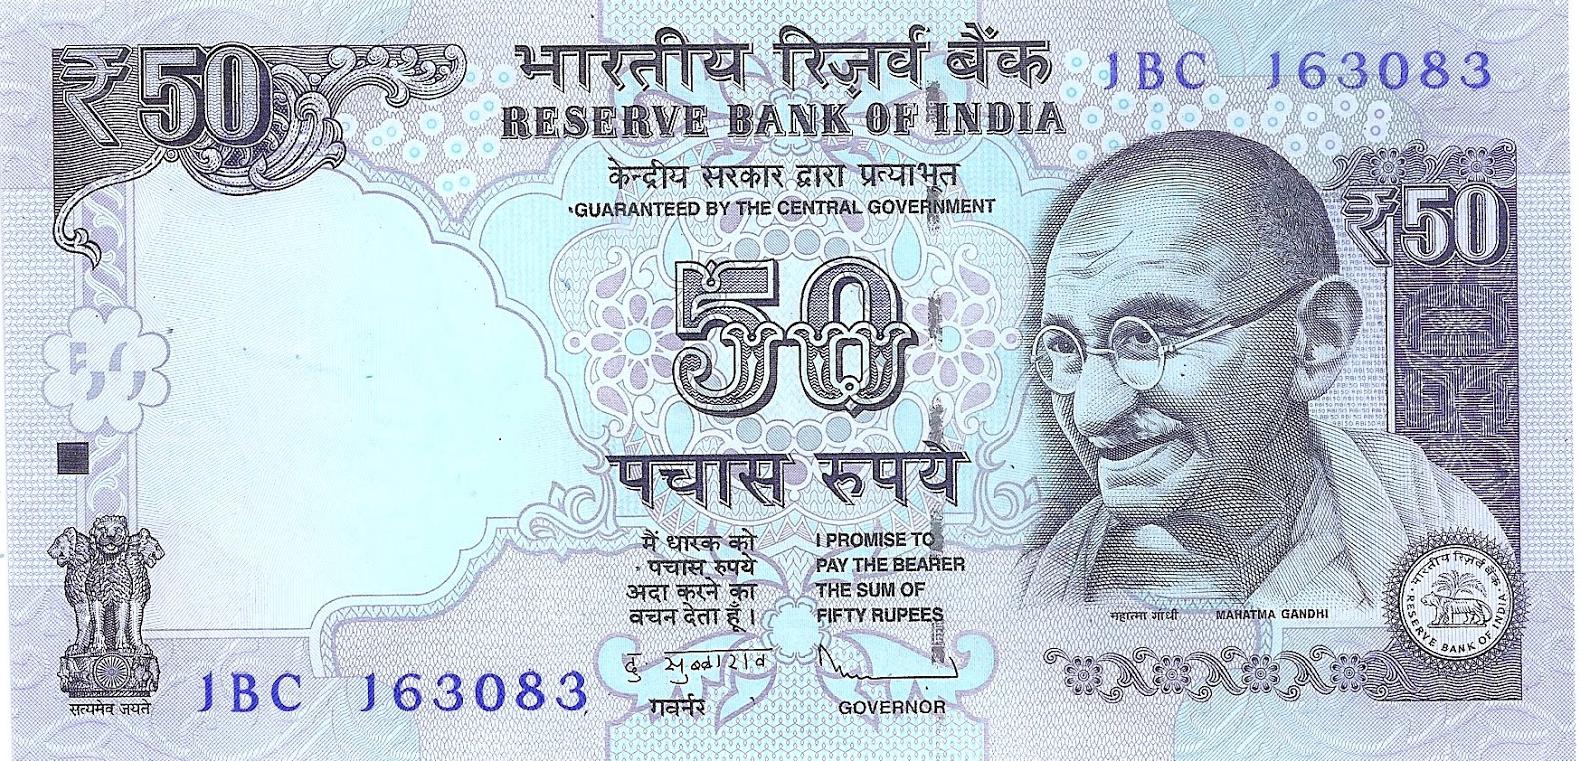 ₹50
भारतीय रिज़र्व बैंक
RESERVE BANK OF INDIA
1BC 163083
केन्द्रीय सरकार द्वारा प्रत्याभूत
GUARANTEED BY THE CENTRAL GOVERNMENT
₹50
50
पचास रुपये
मैं धारक को
पचास रुपये
अदा करने का
वचन देता हूँ।
I PROMISE TO
PAY THE BEARER
THE SUM OF
FIFTY RUPEES
महात्मा गांधी
MAHATMA GANDHI
भारतीय रिज़र्व बैंक
RESERVE BANK OF INDIA
सत्यमेव जयते
1BC 163083
दु सुब्बाराव
गवर्नर
GOVERNOR